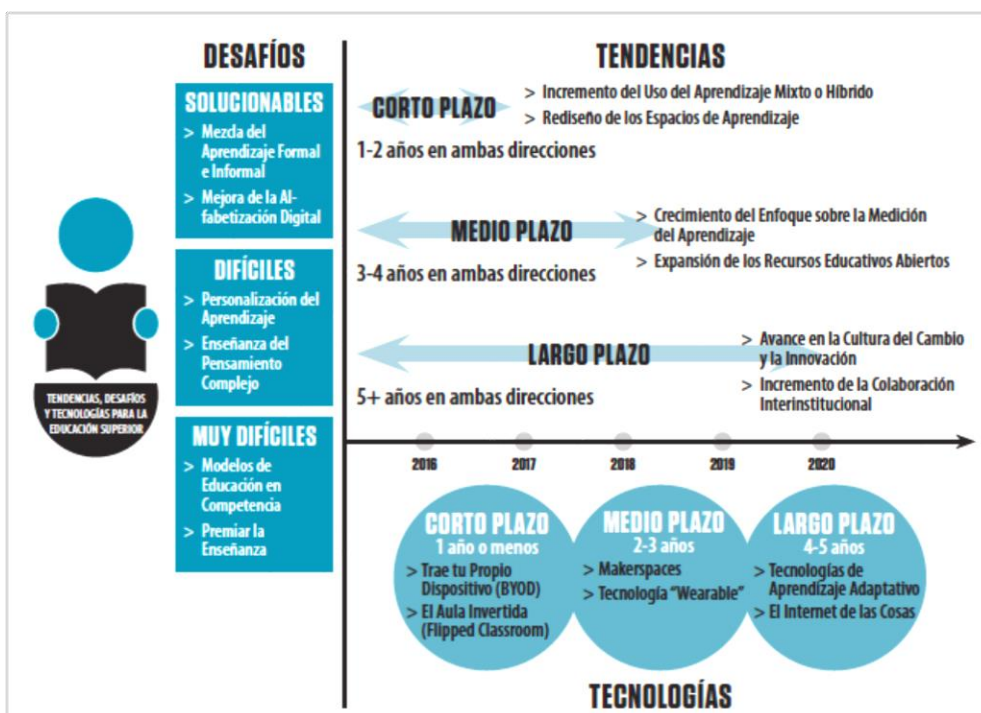 DESAFÍOS
SOLUCIONABLES
> Mezcla del
Aprendizaje Formal
e Informal
> Mejora de la Al-
fabetización Digital
DIFÍCILES
> Personalización del
Aprendizaje
> Enseñanza del
Pensamiento
Complejo
MUY DIFÍCILES
> Modelos de
Educación en
Competencia
> Premiar la
Enseñanza
TENDENCIAS, DESAFÍOS
Y TECNOLOGÍAS PARA LA
EDUCACIÓN SUPERIOR
TENDENCIAS
CORTO PLAZO
> Incremento del Uso del Aprendizaje Mixto o Híbrido
> Rediseño de los Espacios de Aprendizaje
1-2 años en ambas direcciones
MEDIO PLAZO
> Crecimiento del Enfoque sobre la Medición
del Aprendizaje
> Expansión de los Recursos Educativos Abiertos
3-4 años en ambas direcciones
LARGO PLAZO
> Avance en la Cultura del Cambio
y la Innovación
> Incremento de la Colaboración
Interinstitucional
5+ años en ambas direcciones
2016 2017 2018 2019 2020
CORTO PLAZO
1 año o menos
> Trae tu Propio
Dispositivo (BYOD)
> El Aula Invertida
(Flipped Classroom)
MEDIO PLAZO
2-3 años
> Makerspaces
> Tecnología "Wearable"
LARGO PLAZO
4-5 años
> Tecnologías de
Aprendizaje Adaptativo
> El Internet de las Cosas
TECNOLOGÍAS